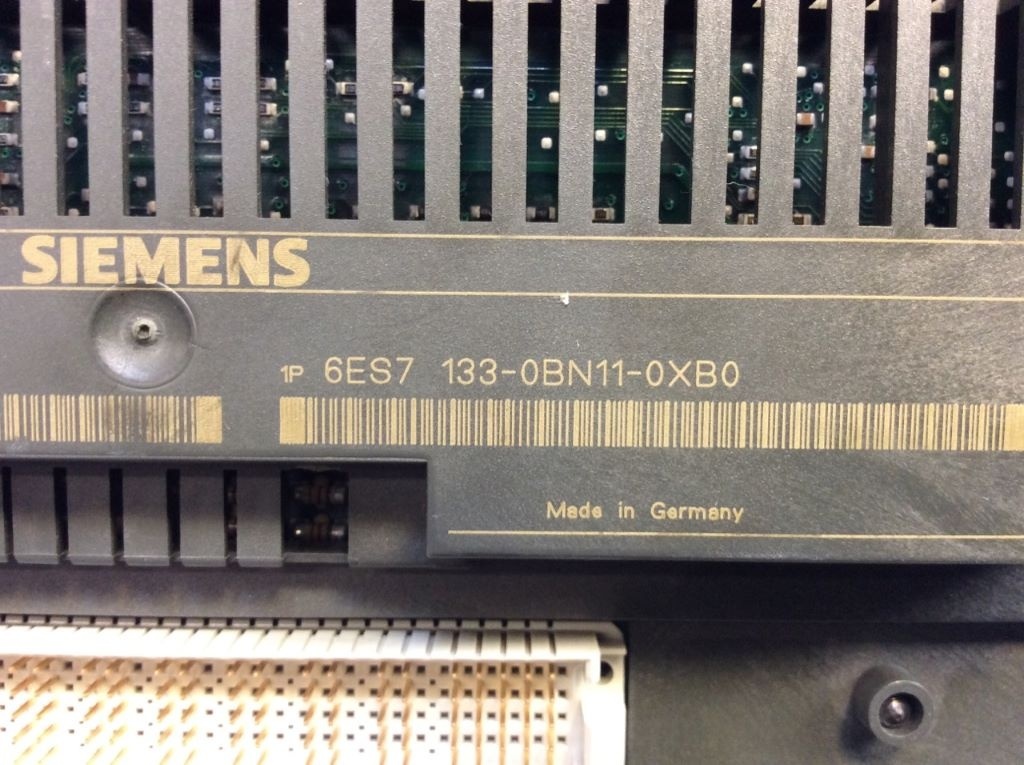 SIEMENS
1P 6ES7 133-0BN11-0XB0
Made in Germany